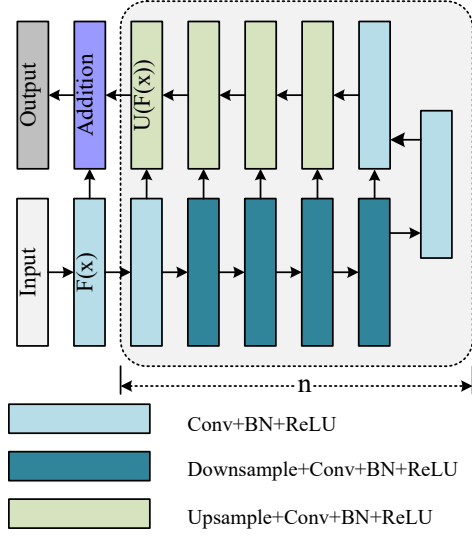 Output
Addition
U(F(x))
Input
F(x)
n
Conv+BN+ReLU
Downsample+Conv+BN+ReLU
Upsample+Conv+BN+ReLU